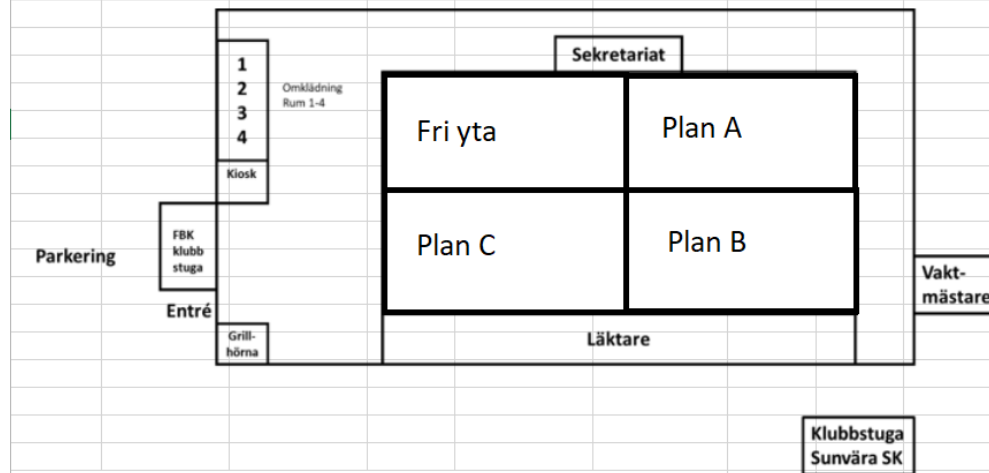 Sekretariat
1
2
3
4
Omklädning
Rum 1-4
Fri yta
Plan A
Kiosk
FBK
klubb
stuga
Plan C
Plan B
Parkering
Vakt-
mästare
Entré
Grill-
hörna
Läktare
Klubbstuga
Sunvära SK